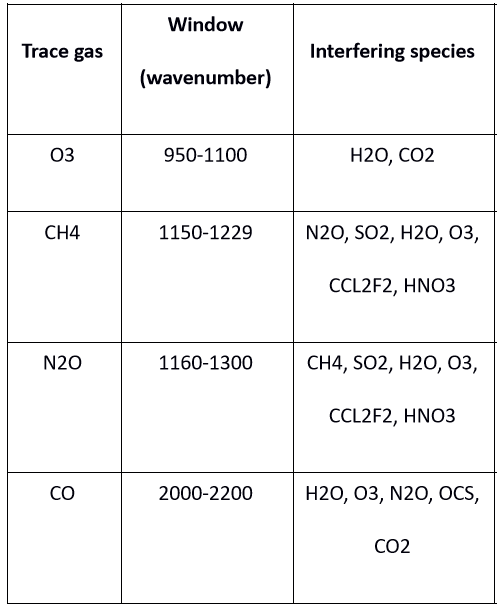 Trace gas
Window
(wavenumber)
Interfering species
O3
950-1100
H2O, CO2
CH4
1150-1229
N2O, SO2, H2O, O3,
CCL2F2, HNO3
N2O
1160-1300
CH4, SO2, H2O, O3,
CCL2F2, HNO3
CO
2000-2200
H2O, O3, N2O, OCS,
CO2